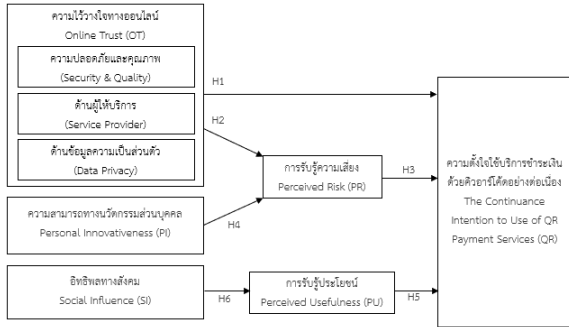 ความไว้วางใจทางออนไลน์
Online Trust (OT)
ความปลอดภัยและคุณภาพ
(Security & Quality)
ด้านผู้ให้บริการ
(Service Provider)
ด้านข้อมูลความเป็นส่วนตัว
(Data Privacy)
H1
H2
การรับรู้ความเสี่ยง
Perceived Risk (PR)
H3
ความสามารถทางนวัตกรรมส่วนบุคคล
Personal Innovativeness (PI)
H4
อิทธิพลทางสังคม
Social Influence (SI)
H6
การรับรู้ประโยชน์
Perceived Usefulness (PU)
H5
ความตั้งใจใช้บริการชำระเงิน
ด้วยคิวอาร์โค้ดอย่างต่อเนื่อง
The Continuance
Intention to Use of QR
Payment Services (QR)